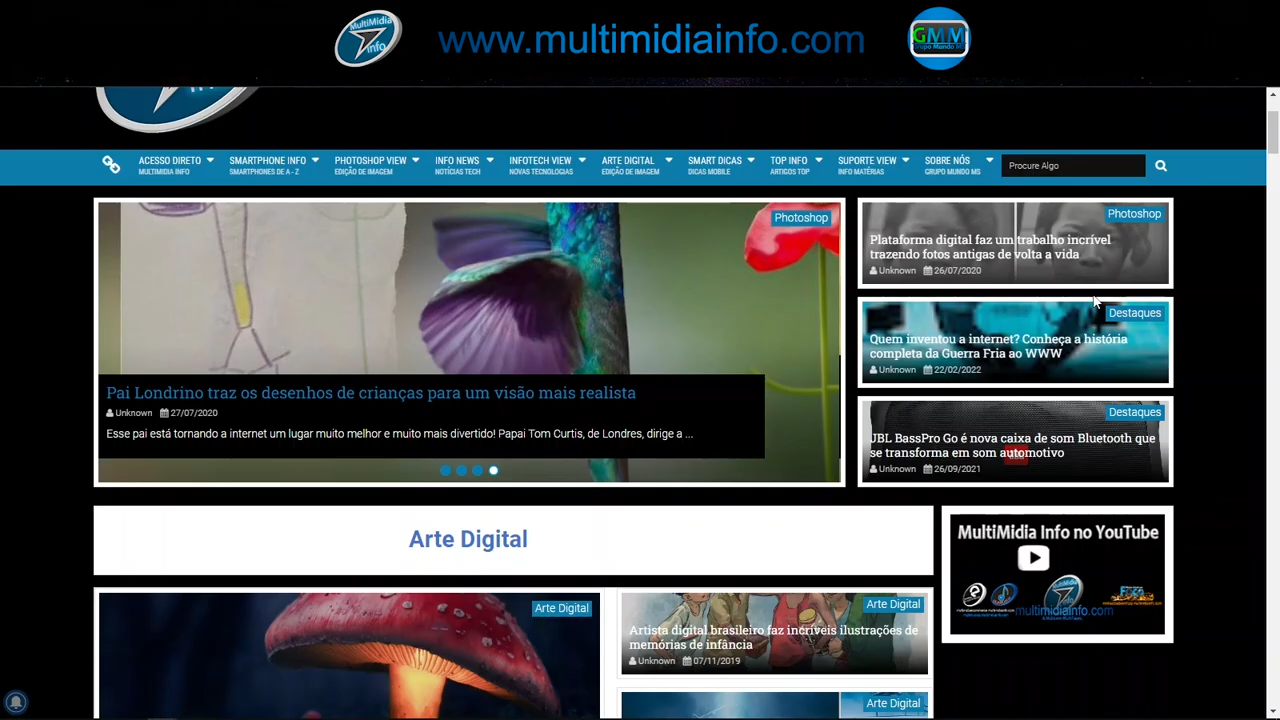 MultiMidia
info
www.multimidiainfo.com
GMM
Grupo Mundo MS
ACESSO DIRETO
MULTIMIDIA INFO
SMARTPHONE INFO
SMARTPHONES DE A - Z
PHOTOSHOP VIEW
EDIÇÃO DE IMAGEM
INFO NEWS
NOTÍCIAS TECH
INFOTECH VIEW
NOVAS TECNOLOGIAS
ARTE DIGITAL
EDIÇÃO DE IMAGEM
SMART DICAS
DICAS MOBILE
TOP INFO
ARTIGOS TOP
SUPORTE VIEW
INFO MATÉRIAS
SOBRE NÓS
GRUPO MUNDO MS
Procure Algo
Photoshop
Pai Londrino traz os desenhos de crianças para um visão mais realista
Unknown 27/07/2020
Esse pai está tornando a internet um lugar muito melhor e muito mais divertido! Papai Tom Curtis, de Londres, dirige a ...
Photoshop
Plataforma digital faz um trabalho incrível
trazendo fotos antigas de volta a vida
Unknown 26/07/2020
Destaques
Quem inventou a internet? Conheça a história
completa da Guerra Fria ao WWW
Unknown 22/02/2022
Destaques
JBL BassPro Go é nova caixa de som Bluetooth que
se transforma em som automotivo
Unknown 26/09/2021
Arte Digital
MultiMidia Info no YouTube
multimidiainfo.com
Arte Digital
Arte Digital
Artista digital brasileiro faz incríveis ilustrações de
memórias de infância
Unknown 07/11/2019
Arte Digital